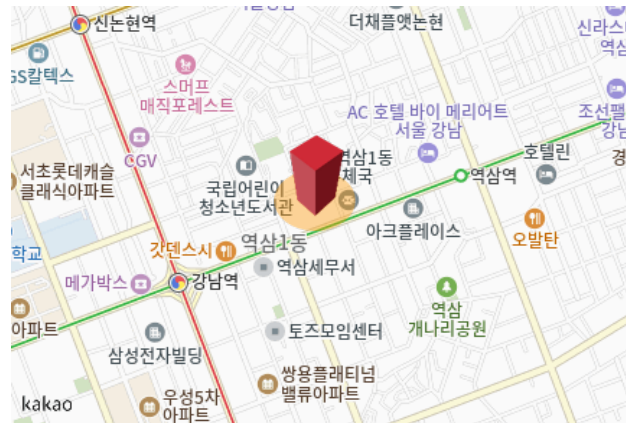 신논현역
더채플앳논현
신라스테
역삼
GS칼텍스
스머프
매직포레스트
AC 호텔 바이 메리어트
서울 강남
조선팰
강남
CGV
역삼1동
체국
호텔린
경
서초롯데캐슬
클래식아파트
국립어린이
청소년도서관
역삼역
학교
갓덴스시
역삼1동
아크플레이스
오발탄
메가박스
강남역
역삼세무서
아파트
삼성전자빌딩
토즈모임센터
역삼
개나리공원
쌍용플래티넘
밸류아파트
우성5차
아파트
kakao